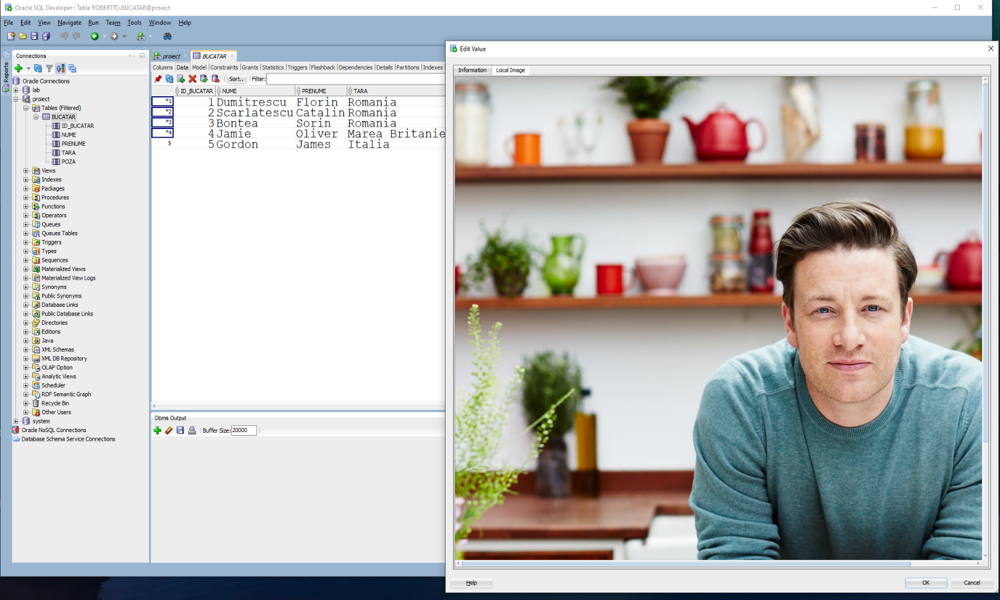 Oracle SQL Developer : Table ROBERTTO.BUCATAR@proiect
File Edit View Navigate Run Team Tools Window Help
Reports
Connections
Oracle Connections
lab
proiect
Tables (Filtered)
BUCATAR
ID_BUCATAR
NUME
PRENUME
TARA
POZA
Views
Indexes
Packages
Procedures
Functions
Operators
Queues
Queues Tables
Triggers
Types
Sequences
Materialized Views
Materialized View Logs
Synonyms
Public Synonyms
Database Links
Public Database Links
Directories
Editions
Java
XML Schemas
XML DB Repository
OLAP Option
Analytic Views
Scheduler
RDF Semantic Graph
Recycle Bin
Other Users
system
Oracle NoSQL Connections
Database Schema Service Connections
proiect BUCATAR
Columns Data Model Constraints Grants Statistics Triggers Flashback Dependencies Details Partitions Indexes
Sort.. Filter:
ID_BUCATAR NUME PRENUME TARA
*1 1 Dumitrescu Florin Romania
*2 2 Scarlatescu Catalin Romania
*3 3 Bontea Sorin Romania
*4 4 Jamie Oliver Marea Britanie
5 5 Gordon James Italia
Dbms Output
Buffer Size: 20000
Edit Value
Information Local Image
Help OK Cancel